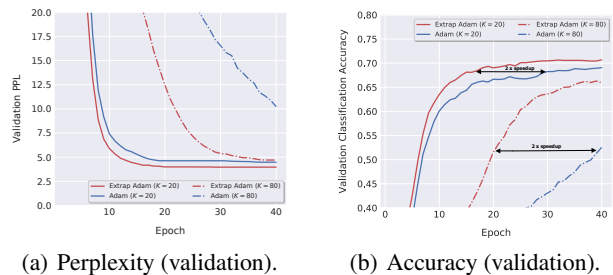 20.0
17.5
15.0
12.5
10.0
7.5
5.0
2.5
0.0
Validation PPL
Extrap Adam (K = 20)
Adam (K = 20)
Extrap Adam (K = 80)
Adam (K = 80)
10 20 30 40
Epoch
(a) Perplexity (validation).
0.80
0.75
0.70
0.65
0.60
0.55
0.50
0.45
0.40
Validation Classification Accuracy
Extrap Adam (K = 20)
Adam (K = 20)
Extrap Adam (K = 80)
Adam (K = 80)
2 x speedup
2 x speedup
0 10 20 30 40
Epoch
(b) Accuracy (validation).